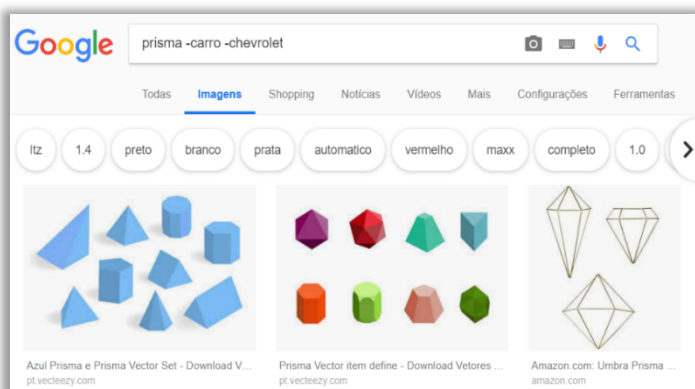 Google
prisma -carro -chevrolet
Todas Imagens Shopping Notícias Vídeos Mais Configurações Ferramentas
ltz 1.4 preto branco prata automatico vermelho maxx completo 1.0
Azul Prisma e Prisma Vector Set - Download V...
pt.vecteezy.com
Prisma Vector item define - Download Vetores ...
pt.vecteezy.com
Amazon.com: Umbra Prisma ...
amazon.com